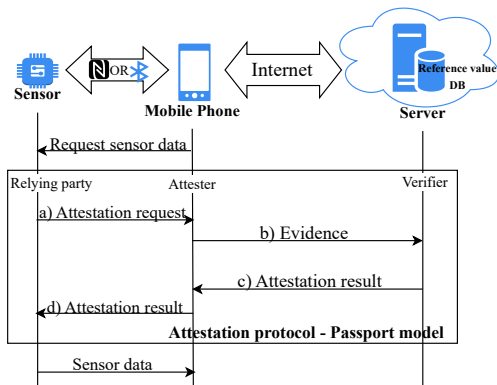 OR
Internet
Reference value
DB
Sensor
Mobile Phone
Server
Request sensor data
Relying party
Attester
Verifier
a) Attestation request
b) Evidence
c) Attestation result
d) Attestation result
Attestation protocol - Passport model
Sensor data